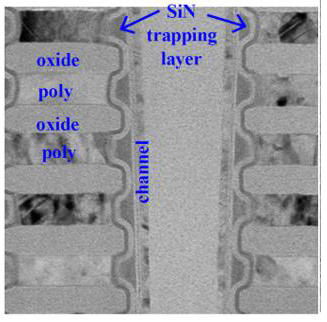 SiN
trapping
layer
oxide
poly
oxide
poly
channel